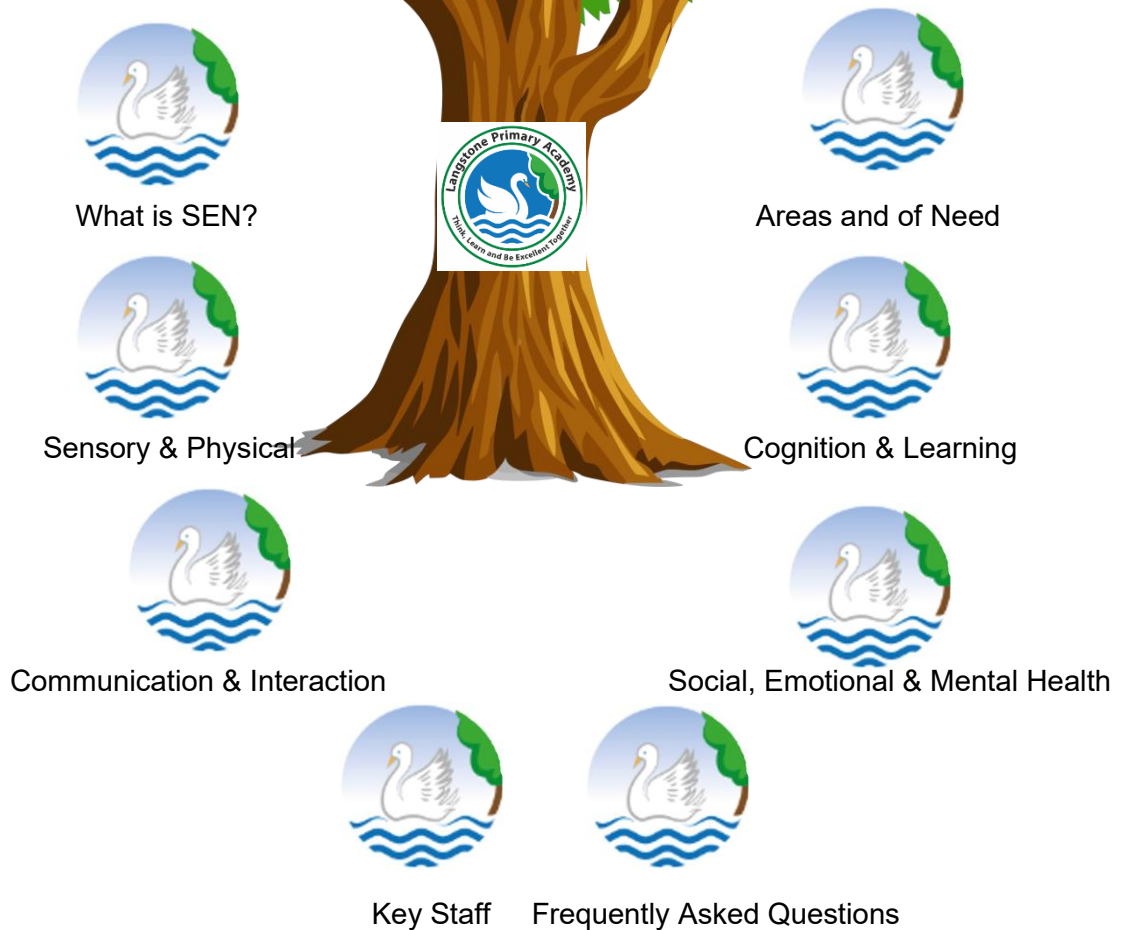 Langstone Primary Academy
Think, Learn and Be Excellent Together
What is SEN?
Areas and of Need
Sensory & Physical
Cognition & Learning
Communication & Interaction
Social, Emotional & Mental Health
Key Staff
Frequently Asked Questions